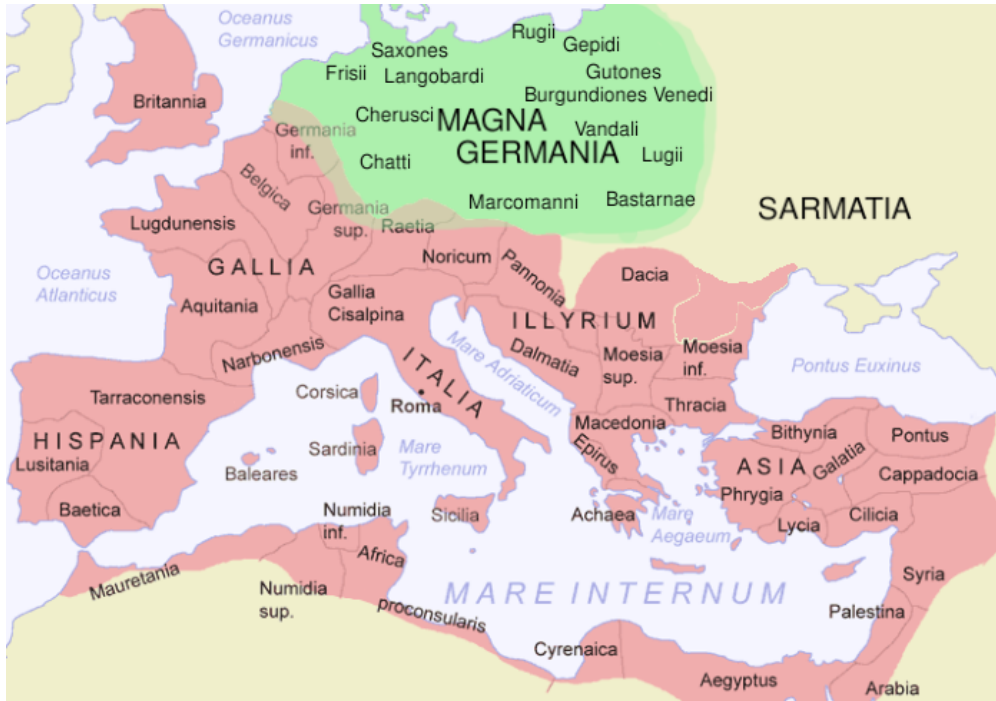 Oceanus
Germanicus
Rugii
Gepidi
Saxones
Frisii
Langobardi
Gutones
Britannia
Burgundiones Venedi
Cherusci
MAGNA
GERMANIA
Vandali
Germania
inf.
Chatti
Lugii
Belgica
Germania
sup.
Marcomanni
Bastarnae
SARMATIA
Lugdunensis
Raetia
Noricum
Pannonia
Dacia
Oceanus
Atlanticus
GALLIA
Aquitania
Gallia
Cisalpina
ILLYRIUM
Narbonensis
ITALIA
Mare Adriaticum
Dalmatia
Moesia
sup.
Moesia
inf.
Pontus Euxinus
Tarraconensis
Corsica
Roma
Thracia
Macedonia
HISPANIA
Lusitania
Sardinia
Mare
Tyrrhenum
Epirus
Bithynia
Pontus
ASIA
Galatia
Cappadocia
Baleares
Phrygia
Baetica
Numidia
inf.
Sicilia
Achaea
Mare
Aegaeum
Lycia
Cilicia
Mauretania
Africa
proconsularis
Numidia
sup.
MARE INTERNUM
Syria
Palestina
Cyrenaica
Aegyptus
Arabia